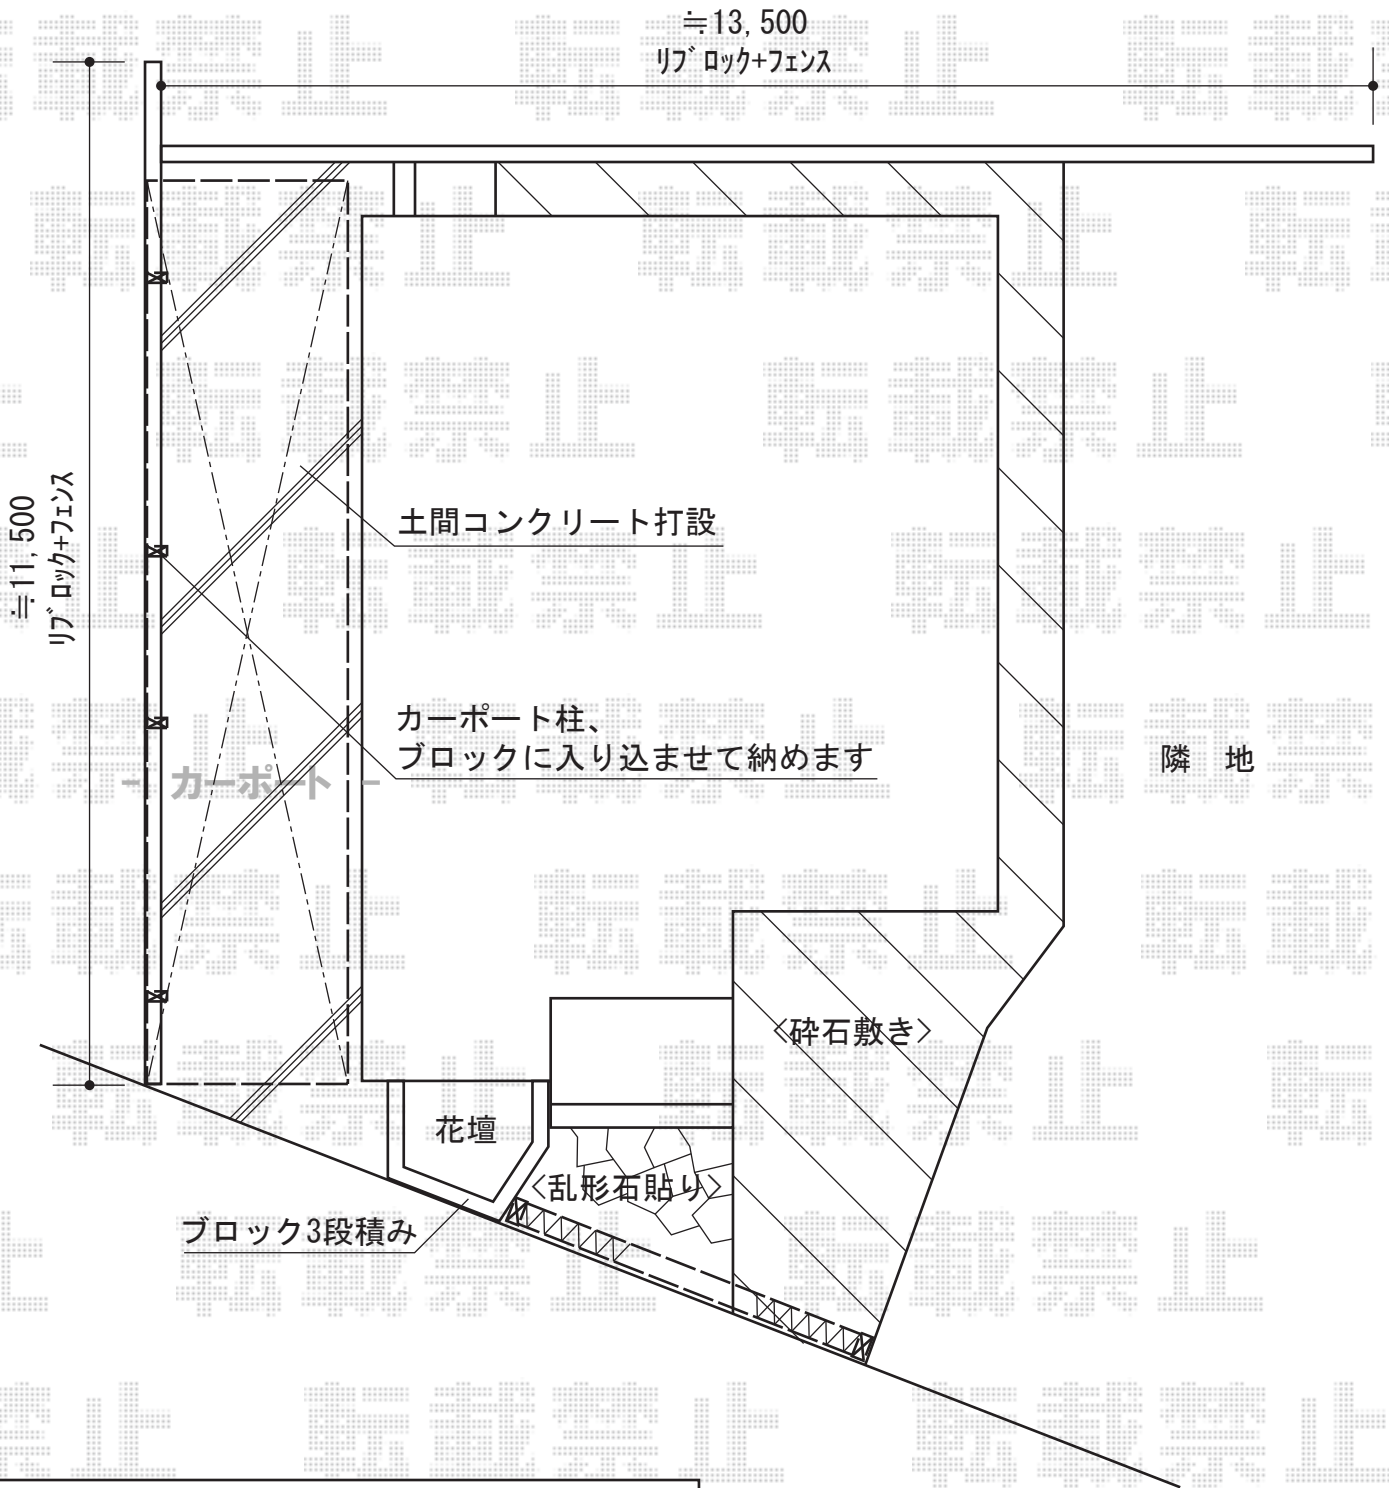 ≒13,500
リブロック+フェンス
≒11,500
リブロック+フェンス
土間コンクリート打設
カーポート柱、
ブロックに入り込ませて納めます
- カーポート -
隣 地
<砕石敷き>
花壇
<乱形石貼り>
ブロック3段積み
転載禁止